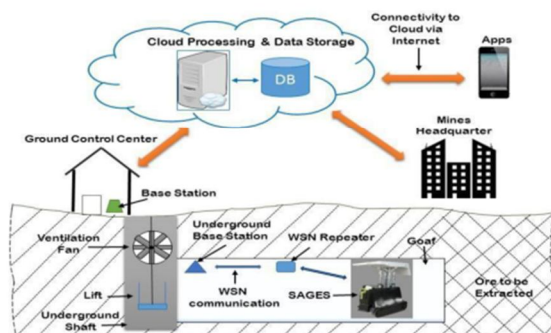 Connectivity to
Cloud via
Internet
Apps
Cloud Processing & Data Storage
DB
Mines
Headquarter
Ground Control Center
Base Station
Ventilation
Fan
Underground
Base Station
WSN Repeater
Goaf
Lift
WSN
communication
SAGES
Underground
Shaft
Ore to be
Extracted